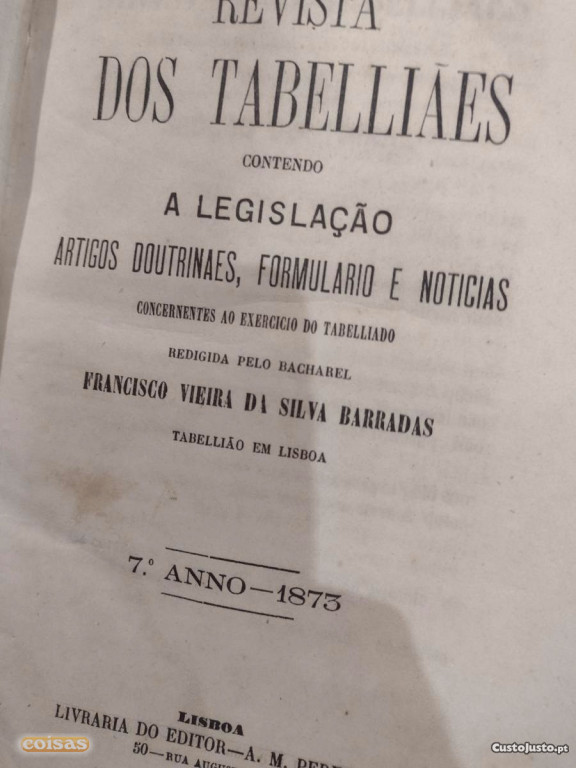 REVISTA
DOS TABELLIÃES
CONTENDO
A LEGISLAÇÃO
ARTIGOS DOUTRINAES, FORMULARIO E NOTICIAS
CONCERNENTES AO EXERCICIO DO TABELLIADO
REDIGIDA PELO BACHAREL
FRANCISCO VIEIRA DA SILVA BARRADAS
TABELLIÃO EM LISBOA
7.º ANNO—1873
LISBOA
LIVRARIA DO EDITOR—A. M.
50—RUA
coisas
CustoJusto.pt